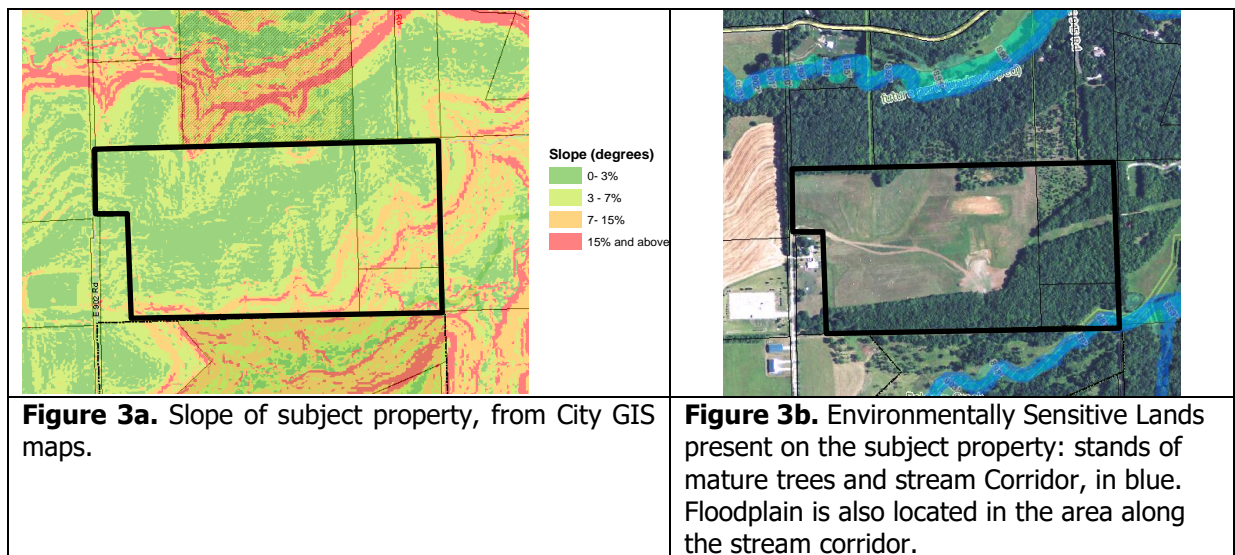 Rd
E 902 Rd
Slope (degrees)
0- 3%
3 - 7%
7- 15%
15% and above
Figure 3a. Slope of subject property, from City GIS
maps.
Figure 3b. Environmentally Sensitive Lands
present on the subject property: stands of
mature trees and stream Corridor, in blue.
Floodplain is also located in the area along
the stream corridor.